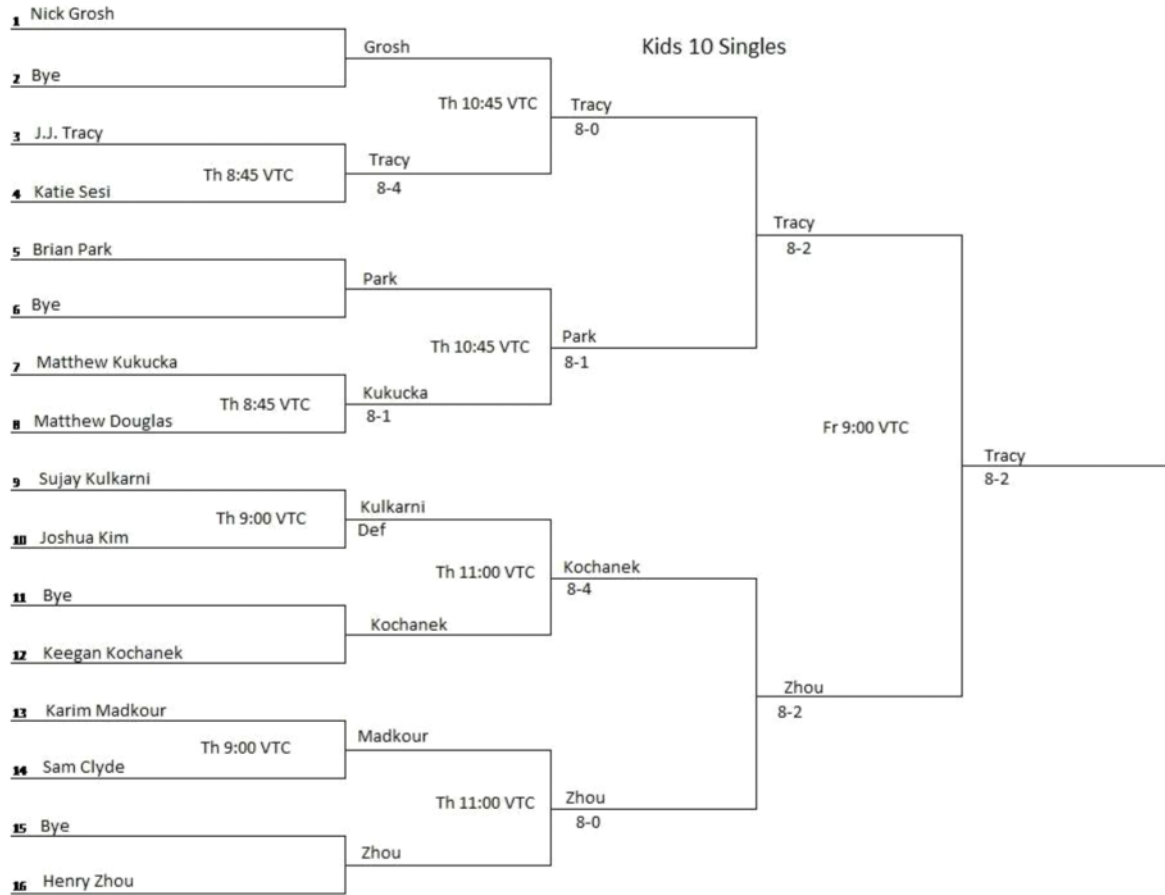 Kids 10 Singles
1 Nick Grosh
2 Bye
3 J.J. Tracy
4 Katie Sesi
5 Brian Park
6 Bye
7 Matthew Kukucka
8 Matthew Douglas
9 Sujay Kulkarni
10 Joshua Kim
11 Bye
12 Keegan Kochanek
13 Karim Madkour
14 Sam Clyde
15 Bye
16 Henry Zhou
Th 8:45 VTC
Th 8:45 VTC
Th 9:00 VTC
Th 9:00 VTC
Grosh
Tracy
8-4
Park
Kukucka
8-1
Kulkarni
Def
Kochanek
Madkour
Zhou
Th 10:45 VTC
Th 10:45 VTC
Th 11:00 VTC
Th 11:00 VTC
Tracy
8-0
Park
8-1
Kochanek
8-4
Zhou
8-0
Tracy
8-2
Zhou
8-2
Fr 9:00 VTC
Tracy
8-2